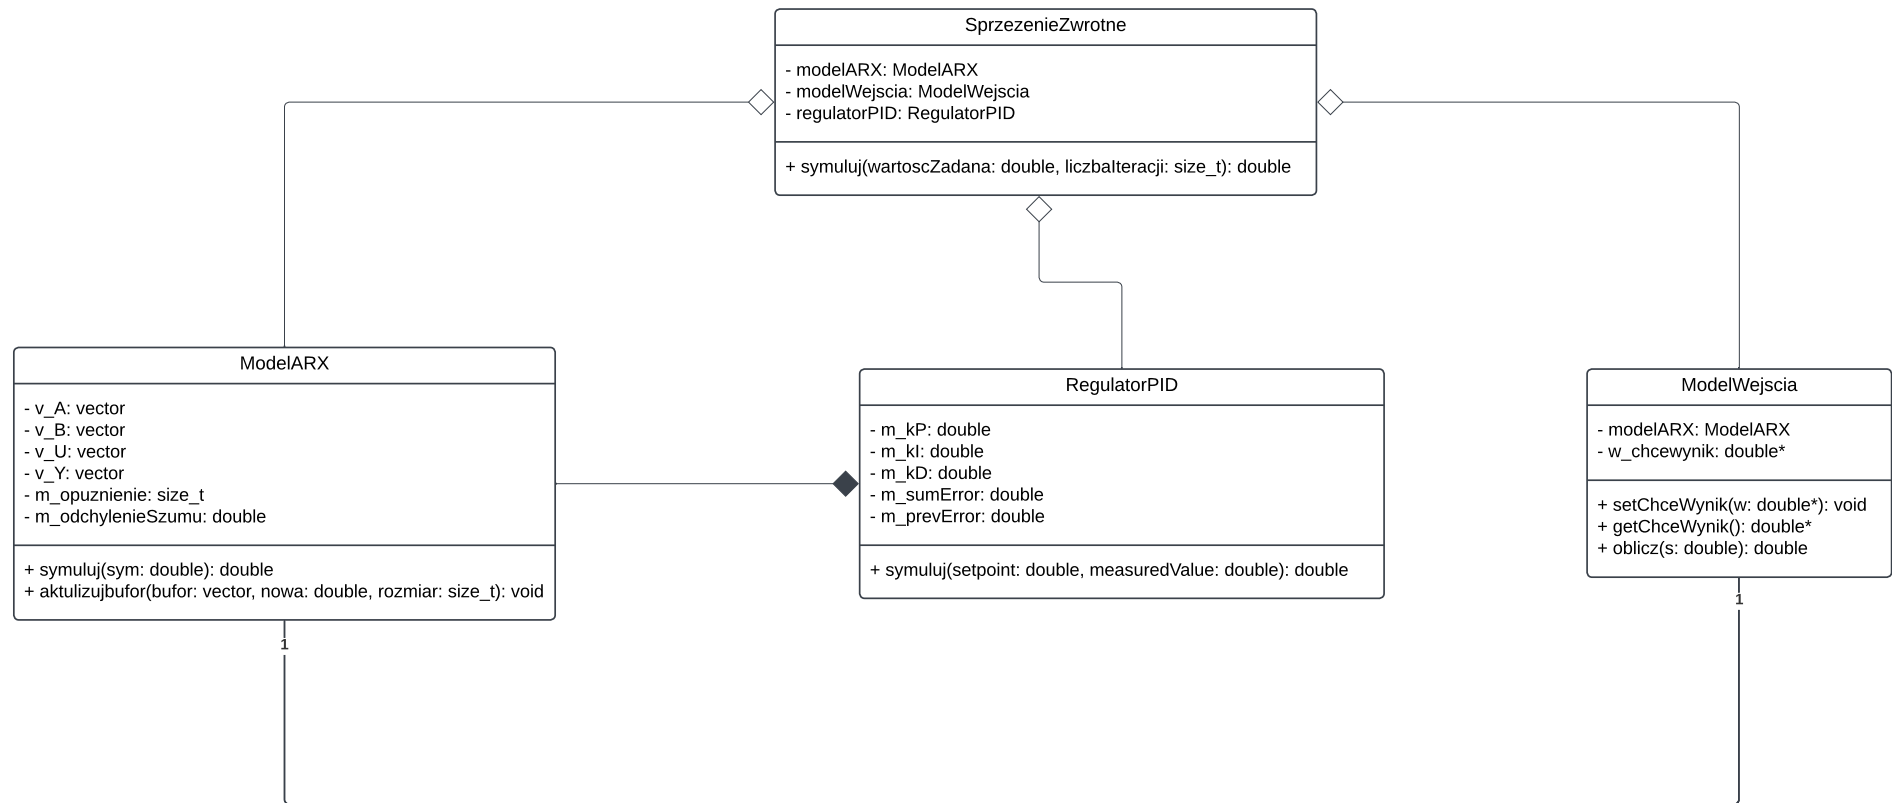 SprzezenieZwrotne
- modelARX: ModelARX
- modelWejscia: ModelWejscia
- regulatorPID: RegulatorPID
+ symuluj(wartoscZadana: double, liczbaIteracji: size_t): double
ModelARX
- v_A: vector
- v_B: vector
- v_U: vector
- v_Y: vector
- m_opuznienie: size_t
- m_odchylenieSzumu: double
+ symuluj(sym: double): double
+ aktulizujbufor(bufor: vector, nowa: double, rozmiar: size_t): void
1
RegulatorPID
- m_kP: double
- m_kI: double
- m_kD: double
- m_sumError: double
- m_prevError: double
+ symuluj(setpoint: double, measuredValue: double): double
ModelWejscia
- modelARX: ModelARX
- w_chcewynik: double*
+ setChceWynik(w: double*): void
+ getChceWynik(): double*
+ oblicz(s: double): double
1